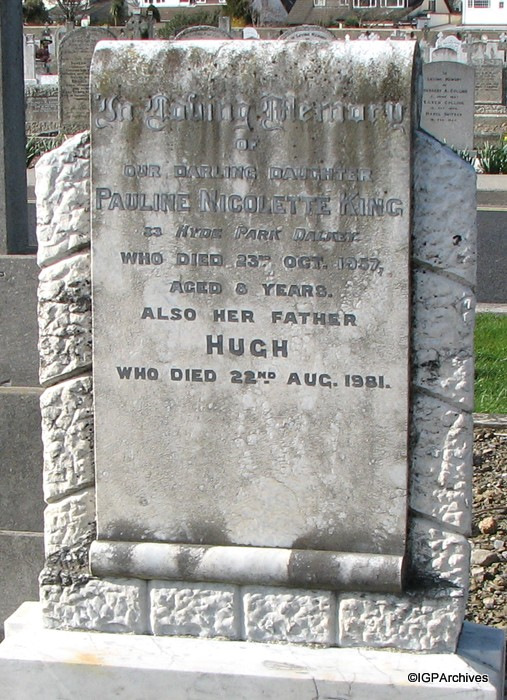 In Loving Memory
OF
OUR DARLING DAUGHTER
PAULINE NICOLETTE KING
33 HYDE PARK DALKEY
WHO DIED 23RD OCT. 1957,
AGED 8 YEARS.
ALSO HER FATHER
HUGH
WHO DIED 22ND AUG. 1981.
©IGPArchives